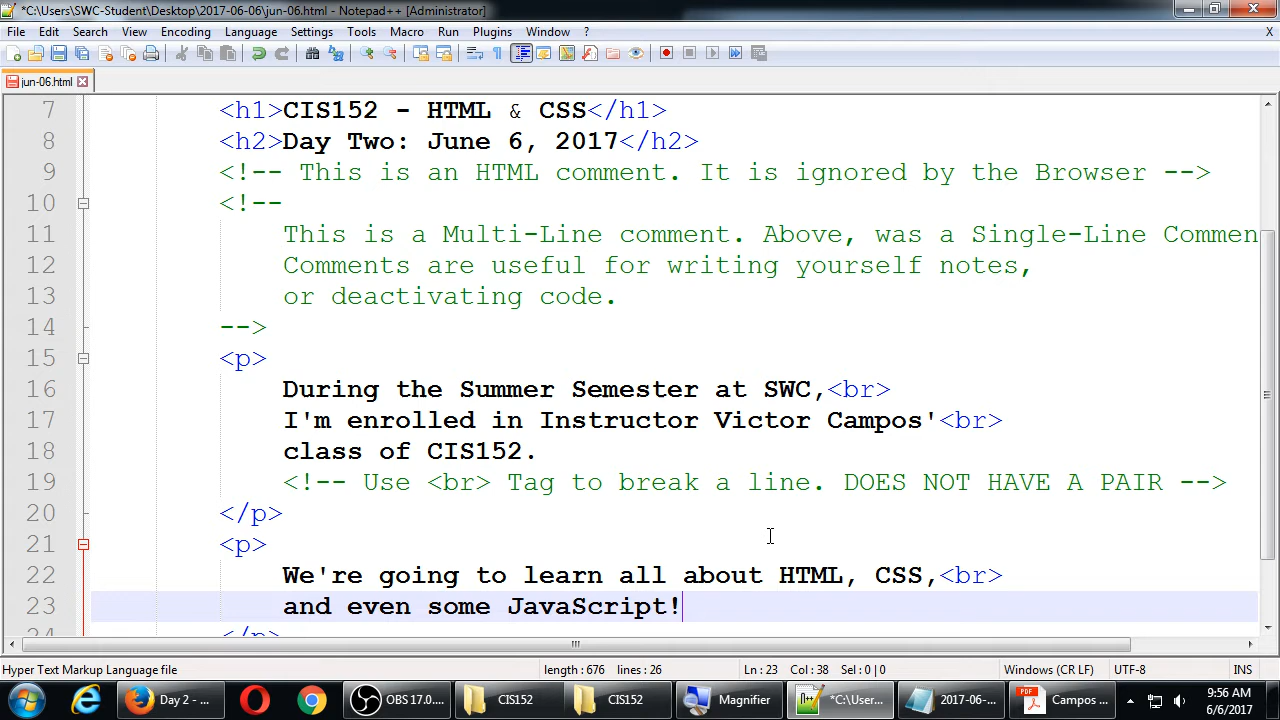 *C:\Users\SWC-Student\Desktop\2017-06-06\jun-06.html - Notepad++ [Administrator]
File Edit Search View Encoding Language Settings Tools Macro Run Plugins Window ? X
jun-06.html
7 <h1>CIS152 - HTML & CSS</h1>
8 <h2>Day Two: June 6, 2017</h2>
9 <!-- This is an HTML comment. It is ignored by the Browser -->
10 <!--
11 This is a Multi-Line comment. Above, was a Single-Line Commen
12 Comments are useful for writing yourself notes,
13 or deactivating code.
14 -->
15 <p>
16 During the Summer Semester at SWC,<br>
17 I'm enrolled in Instructor Victor Campos'<br>
18 class of CIS152.
19 <!-- Use <br> Tag to break a line. DOES NOT HAVE A PAIR -->
20 </p>
21 <p>
22 We're going to learn all about HTML, CSS,<br>
23 and even some JavaScript!
24 </p>
Hyper Text Markup Language file length : 676 lines : 26 Ln : 23 Col : 38 Sel : 0 | 0 Windows (CR LF) UTF-8 INS
Day 2 - ... OBS 17.0.... CIS152 CIS152 Magnifier *C:\User... 2017-06-... Campos ... 9:56 AM
6/6/2017